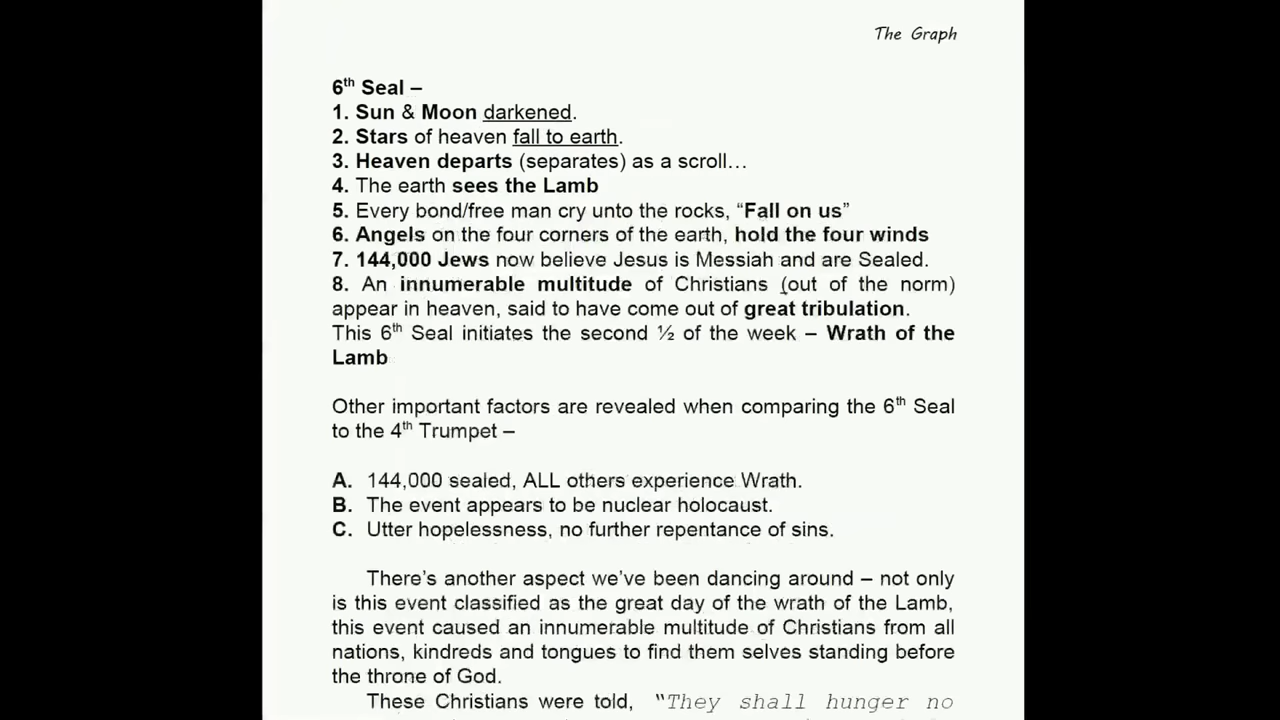 The Graph
6th Seal –
1. Sun & Moon darkened.
2. Stars of heaven fall to earth.
3. Heaven departs (separates) as a scroll…
4. The earth sees the Lamb
5. Every bond/free man cry unto the rocks, “Fall on us”
6. Angels on the four corners of the earth, hold the four winds
7. 144,000 Jews now believe Jesus is Messiah and are Sealed.
8. An innumerable multitude of Christians (out of the norm)
appear in heaven, said to have come out of great tribulation.
This 6th Seal initiates the second ½ of the week – Wrath of the
Lamb
Other important factors are revealed when comparing the 6th Seal
to the 4th Trumpet –
A. 144,000 sealed, ALL others experience Wrath.
B. The event appears to be nuclear holocaust.
C. Utter hopelessness, no further repentance of sins.
There’s another aspect we’ve been dancing around – not only
is this event classified as the great day of the wrath of the Lamb,
this event caused an innumerable multitude of Christians from all
nations, kindreds and tongues to find them selves standing before
the throne of God.
These Christians were told, “They shall hunger no